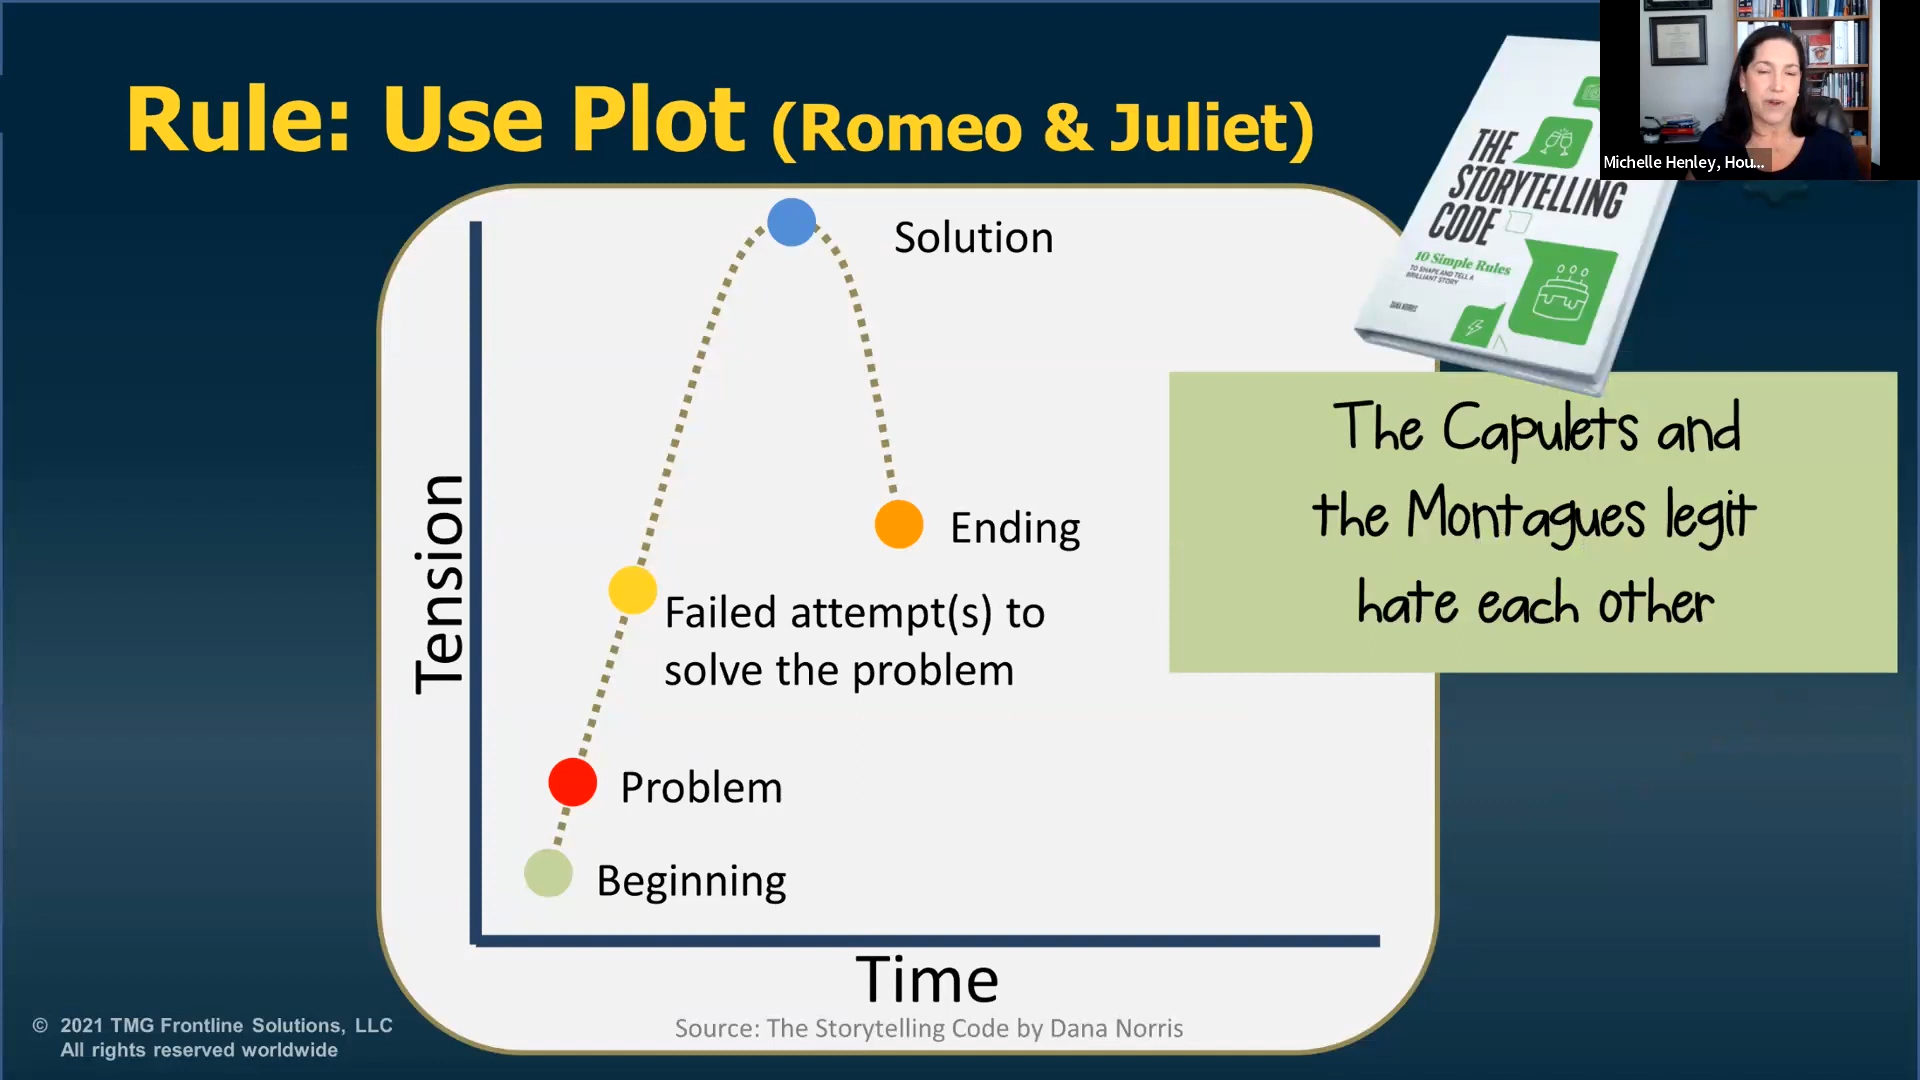 Rule: Use Plot (Romeo & Juliet)
THE
STORYTELLING
CODE
10 Simple Rules
TO SHAPE AND TELL A
BRILLIANT STORY
DANA NORRIS
Michelle Henley, Hou...
Solution
The Capulets and
the Montagues legit
hate each other
Tension
Ending
Failed attempt(s) to
solve the problem
Problem
Beginning
Time
Source: The Storytelling Code by Dana Norris
© 2021 TMG Frontline Solutions, LLC
All rights reserved worldwide